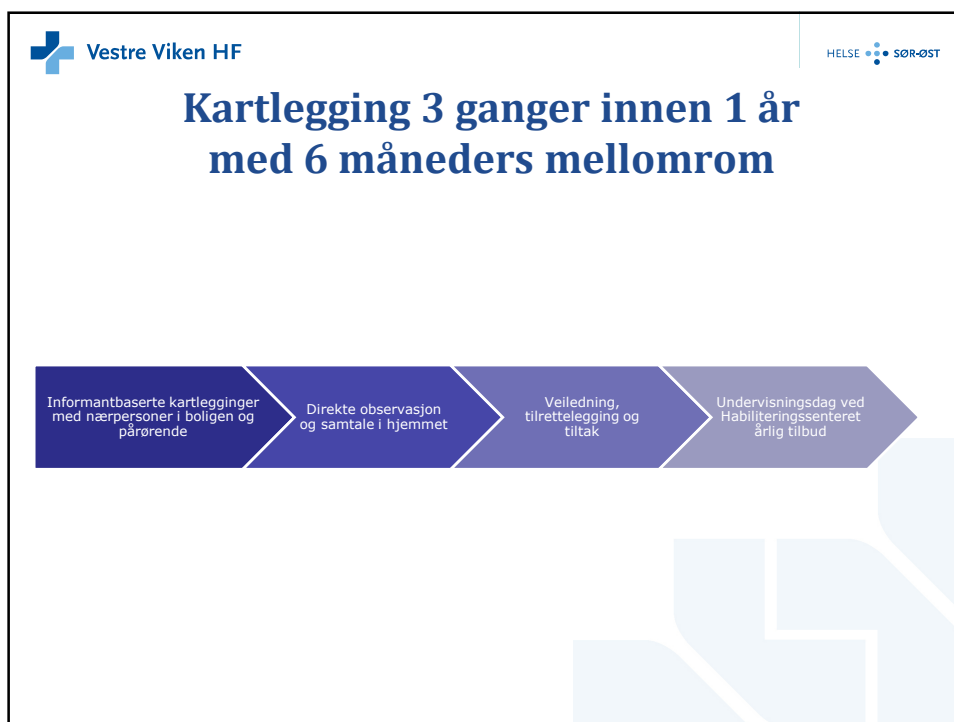 Vestre Viken HF
HELSE SØR-ØST
Kartlegging 3 ganger innen 1 år
med 6 måneders mellomrom
Informantbaserte kartlegginger
med nærpersoner i boligen og
pårørende
Direkte observasjon
og samtale i hjemmet
Veiledning,
tilrettelegging og
tiltak
Undervisningsdag ved
Habiliteringssenteret
årlig tilbud